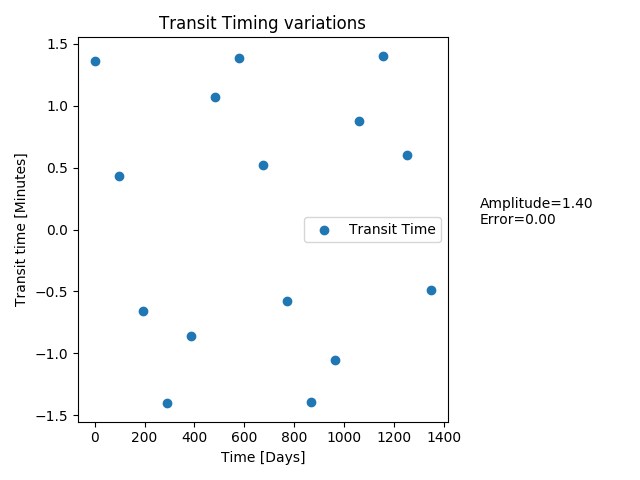 Transit Timing variations
Transit time [Minutes]
1.5
1.0
0.5
0.0
−0.5
−1.0
−1.5
Transit Time
Amplitude=1.40
Error=0.00
0 200 400 600 800 1000 1200 1400
Time [Days]